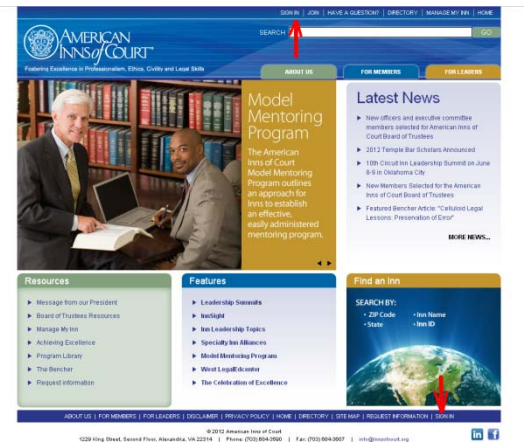 SIGN IN | JOIN | HAVE A QUESTION? | DIRECTORY | MANAGE MY INN | HOME
AMERICAN
INNS of COURT
Fostering Excellence in Professionalism, Ethics, Civility and Legal Skills
SEARCH
GO
ABOUT US
FOR MEMBERS
FOR LEADERS
Model
Mentoring
Program
The American
Inns of Court
Model Mentoring
Program outlines
an approach for
Inns to establish
an effective,
easily administered
mentoring program.
Latest News
New officers and executive committee
members selected for American Inns of
Court Board of Trustees
2012 Temple Bar Scholars Announced
10th Circuit Inn Leadership Summit on June
8-9 in Oklahoma City
New Members Selected for the American
Inns of Court Board of Trustees
Featured Bencher Article: "Celluloid Legal
Lessons: Preservation of Error"
MORE NEWS...
Resources
Message from our President
Board of Trustees Resources
Manage My Inn
Achieving Excellence
Program Library
The Bencher
Request information
Features
Leadership Summits
InnSight
Inn Leadership Topics
Specialty Inn Alliances
Model Mentoring Program
West LegalEdcenter
The Celebration of Excellence
Find an Inn
SEARCH BY:
• ZIP Code • Inn Name
• State • Inn ID
ABOUT US | FOR MEMBERS | FOR LEADERS | DISCLAIMER | PRIVACY POLICY | HOME | DIRECTORY | SITE MAP | REQUEST INFORMATION | SIGN IN
© 2012 American Inns of Court
1229 King Street, Second Floor, Alexandria, VA 22314 | Phone: (703) 684-3590 | Fax: (703) 684-3607 | info@innsofcourt.org
in f